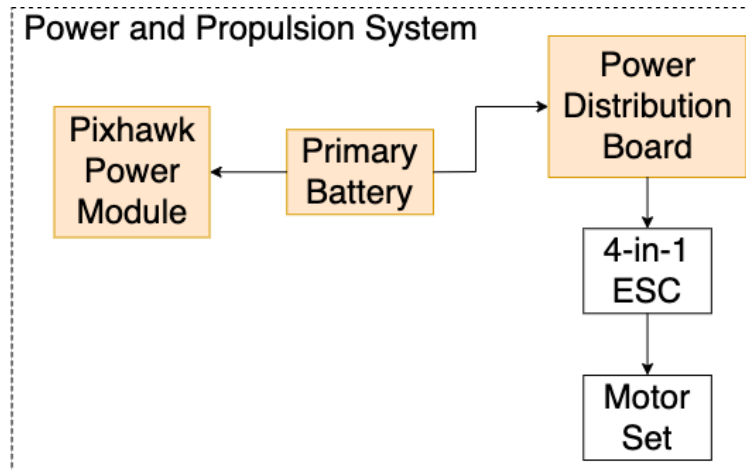 Power and Propulsion System
Pixhawk
Power
Module
Primary
Battery
Power
Distribution
Board
4-in-1
ESC
Motor
Set